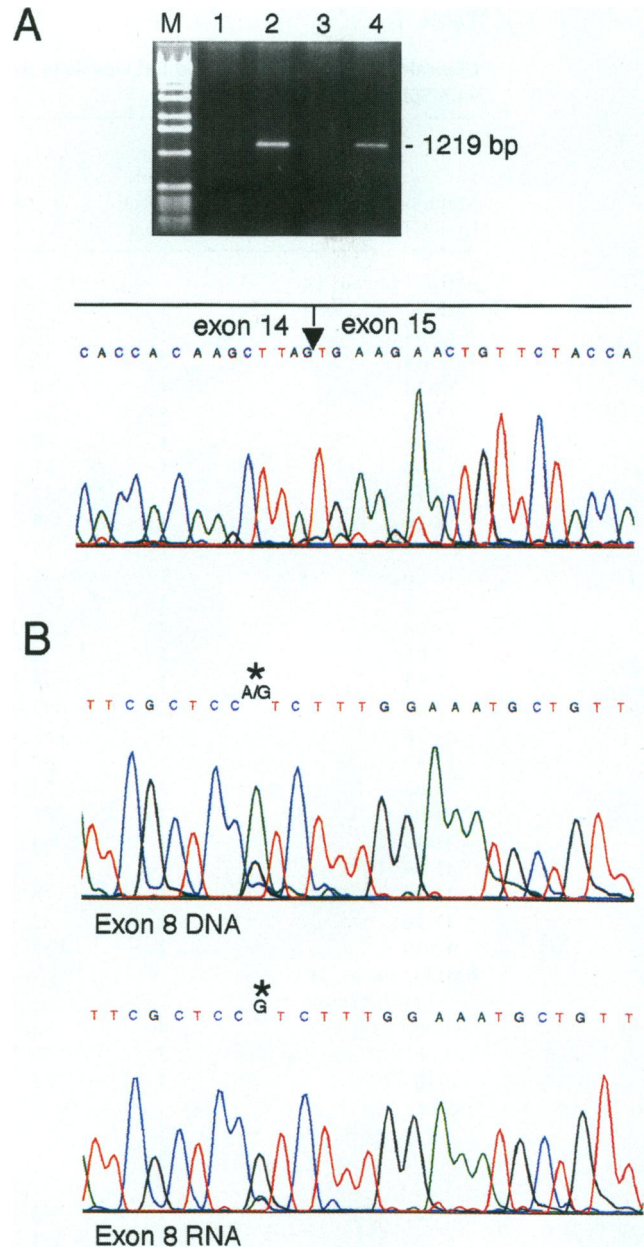 A
M 1 2 3 4
- 1219 bp
exon 14 exon 15
C A C C A C A A G C T T A G T G A A G A A C T G T T C T A C C A
B
*
A/G
T T C G C T C C T C T T T G G A A A T G C T G T T
Exon 8 DNA
*
G
T T C G C T C C T C T T T G G A A A T G C T G T T
Exon 8 RNA